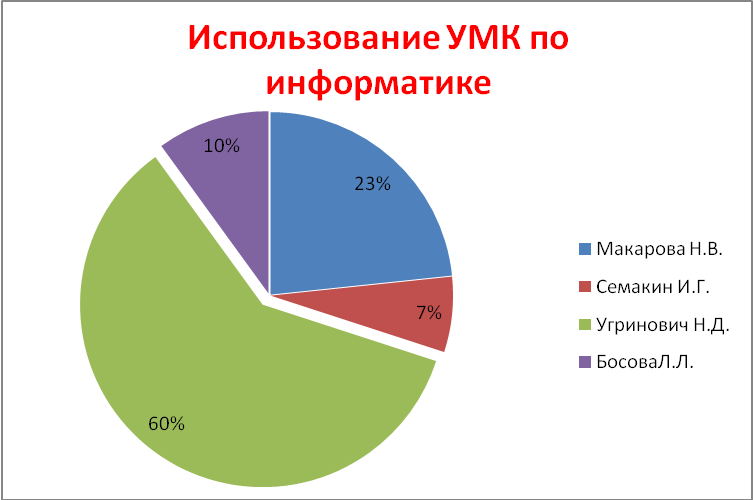 Использование УМК по
информатике
10%
23%
7%
60%
Макарова Н.В.
Семакин И.Г.
Угринович Н.Д.
БосоваЛ.Л.